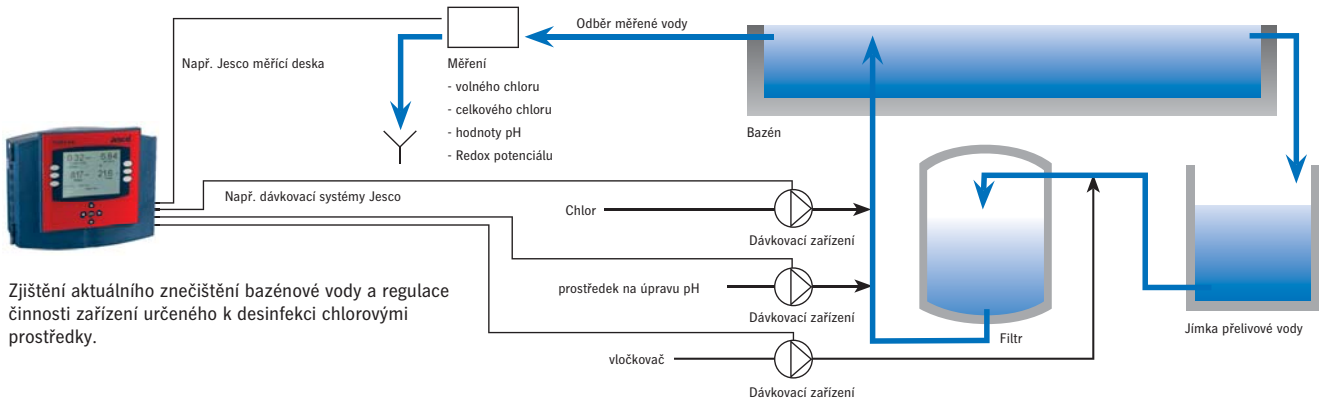 Odběr měřené vody
Např. Jesco měřící deska
Měření
- volného chloru
- celkového chloru
- hodnoty pH
- Redox potenciálu
Bazén
Např. dávkovací systémy Jesco
Chlor
Dávkovací zařízení
prostředek na úpravu pH
Dávkovací zařízení
vločkovač
Dávkovací zařízení
Filtr
Jímka přelivové vody
Zjištění aktuálního znečištění bazénové vody a regulace
činnosti zařízení určeného k desinfekci chlorovými
prostředky.